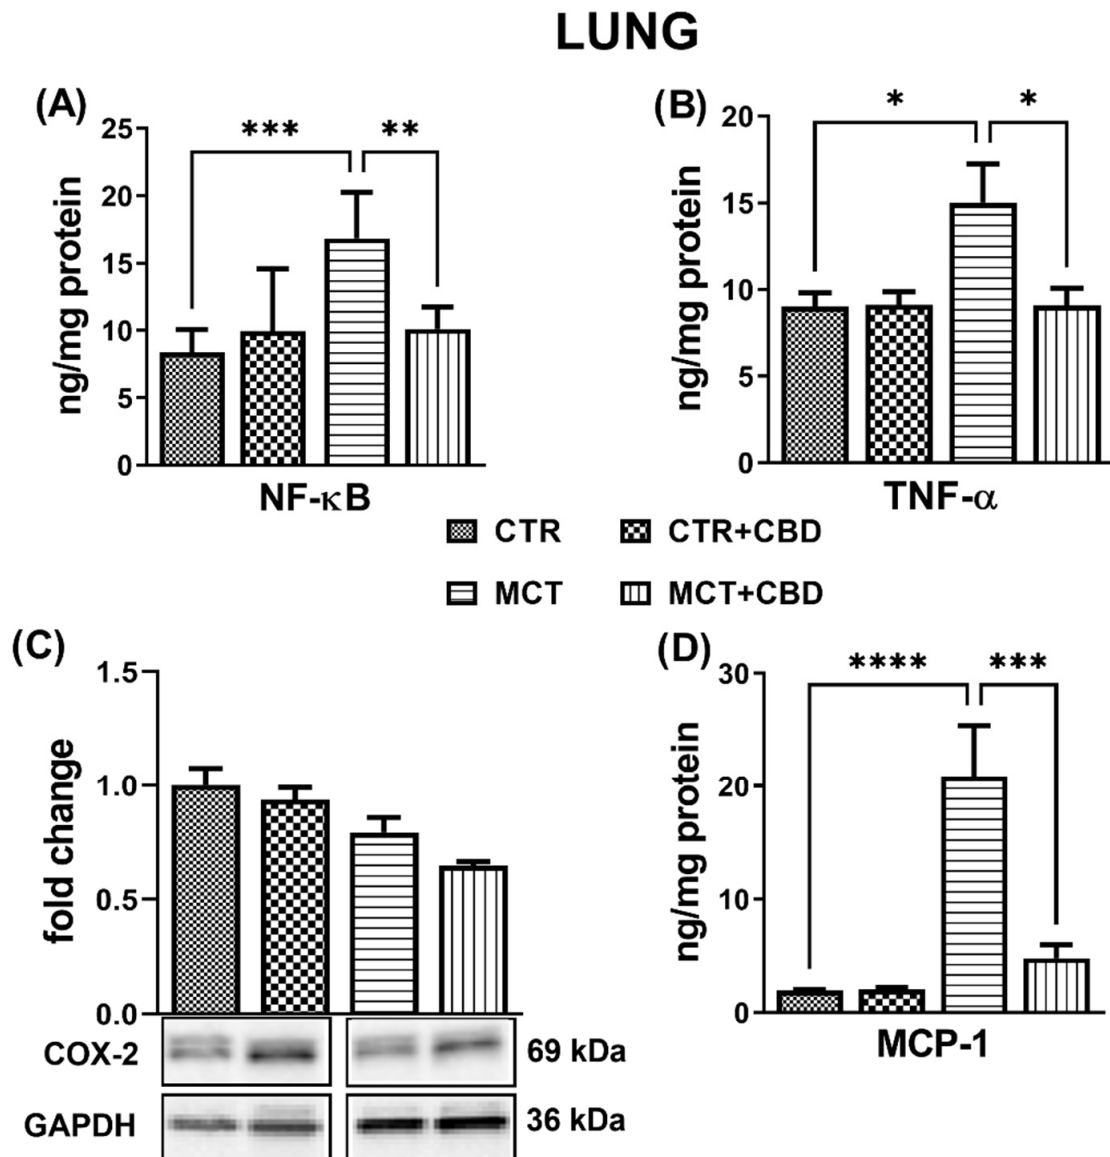 LUNG
(A)
ng/mg protein
25
20
15
10
5
0
*** **
NF-κB
(B)
ng/mg protein
20
15
10
5
0
* *
TNF-α
CTR CTR+CBD
MCT MCT+CBD
(C)
fold change
1.5
1.0
0.5
0.0
COX-2 69 kDa
GAPDH 36 kDa
(D)
ng/mg protein
30
20
10
0
**** ***
MCP-1